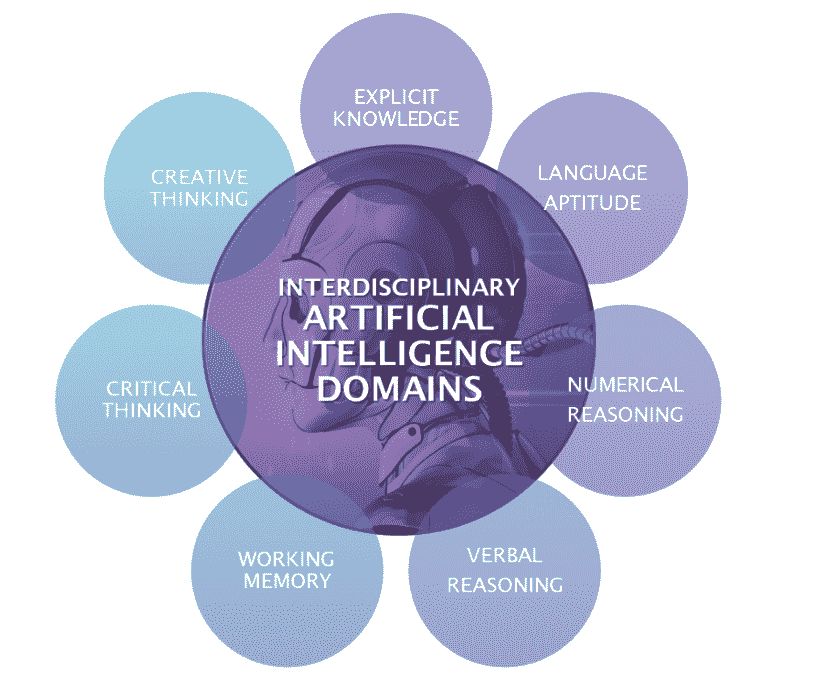 EXPLICIT
KNOWLEDGE
LANGUAGE
APTITUDE
NUMERICAL
REASONING
VERBAL
REASONING
WORKING
MEMORY
CRITICAL
THINKING
CREATIVE
THINKING
INTERDISCIPLINARY
ARTIFICIAL
INTELLIGENCE
DOMAINS